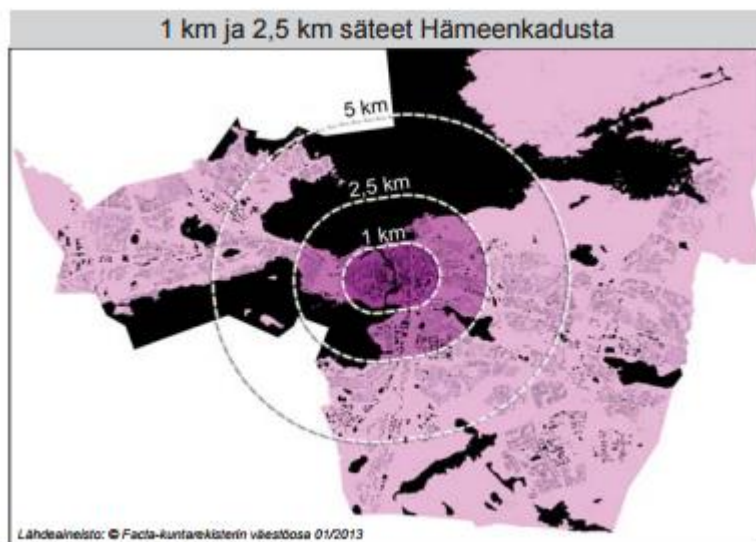 1 km ja 2,5 km säteet Hämeenkadusta
5 km
2,5 km
1 km
Lähdeaineisto: © Facta-kuntarekisterin väestöosa 01/2013